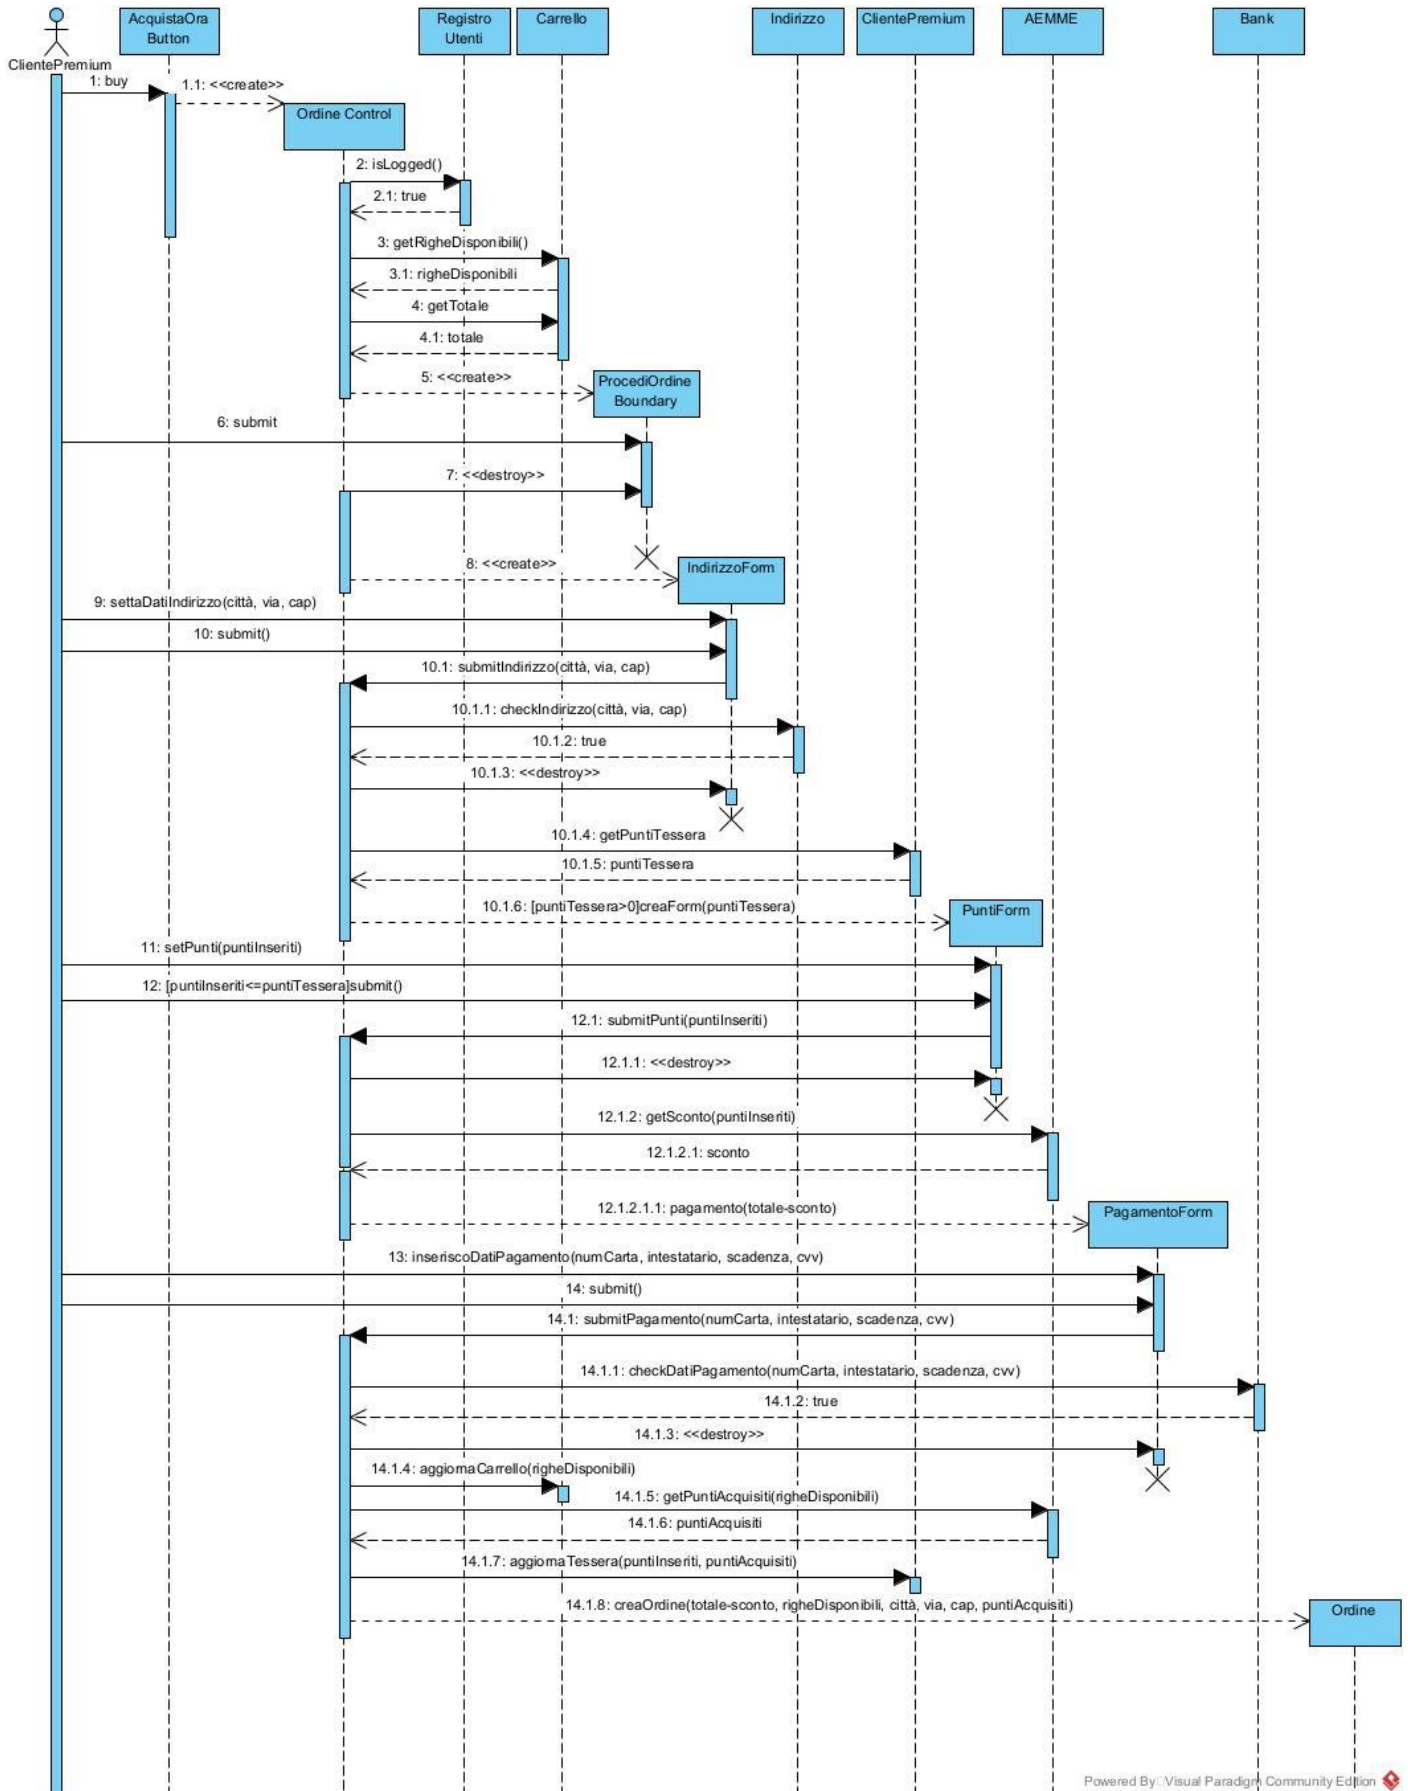 AcquistaOra
Button
Registro
Utenti
Carrello
Indirizzo
ClientePremium
AEMME
Bank
ClientePremium
1: buy
1.1: <<create>>
Ordine Control
2: isLogged()
2.1: true
3: getRigheDisponibili()
3.1: righeDisponibili
4: getTotale
4.1: totale
5: <<create>>
ProcediOrdine
Boundary
6: submit
7: <<destroy>>
8: <<create>>
IndirizzoForm
9: settaDatiIndirizzo(città, via, cap)
10: submit()
10.1: submitIndirizzo(città, via, cap)
10.1.1: checkIndirizzo(città, via, cap)
10.1.2: true
10.1.3: <<destroy>>
10.1.4: getPuntiTessera
10.1.5: puntiTessera
10.1.6: [puntiTessera>0]creaForm(puntiTessera)
PuntiForm
11: setPunti(puntiInseriti)
12: [puntiInseriti<=puntiTessera]submit()
12.1: submitPunti(puntiInseriti)
12.1.1: <<destroy>>
12.1.2: getSconto(puntiInseriti)
12.1.2.1: sconto
12.1.2.1.1: pagamento(totale-sconto)
PagamentoForm
13: inseriscoDatiPagamento(numCarta, intestatario, scadenza, cvv)
14: submit()
14.1: submitPagamento(numCarta, intestatario, scadenza, cvv)
14.1.1: checkDatiPagamento(numCarta, intestatario, scadenza, cvv)
14.1.2: true
14.1.3: <<destroy>>
14.1.4: aggiornaCarrello(righeDisponibili)
14.1.5: getPuntiAcquisiti(righeDisponibili)
14.1.6: puntiAcquisiti
14.1.7: aggiornaTessera(puntiInseriti, puntiAcquisiti)
14.1.8: creaOrdine(totale-sconto, righeDisponibili, città, via, cap, puntiAcquisiti)
Ordine
Powered By Visual Paradigm Community Edition